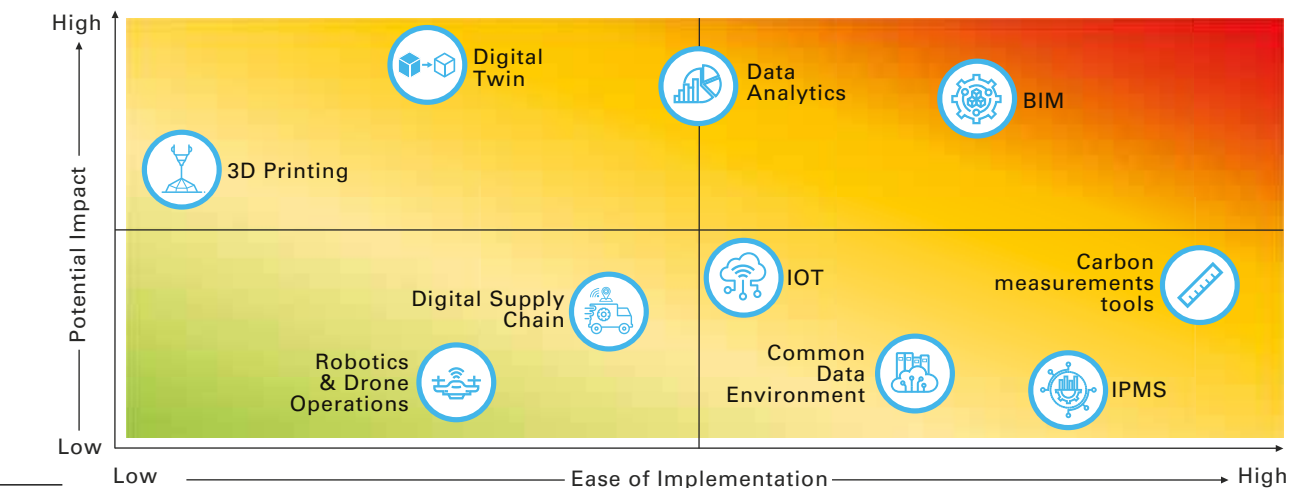 High
Digital
Twin
Data
Analytics
BIM
3D Printing
Potential Impact
IOT
Carbon
measurements
tools
Digital Supply
Chain
Robotics
& Drone
Operations
Common
Data
Environment
IPMS
Low
Low
Ease of Implementation
High